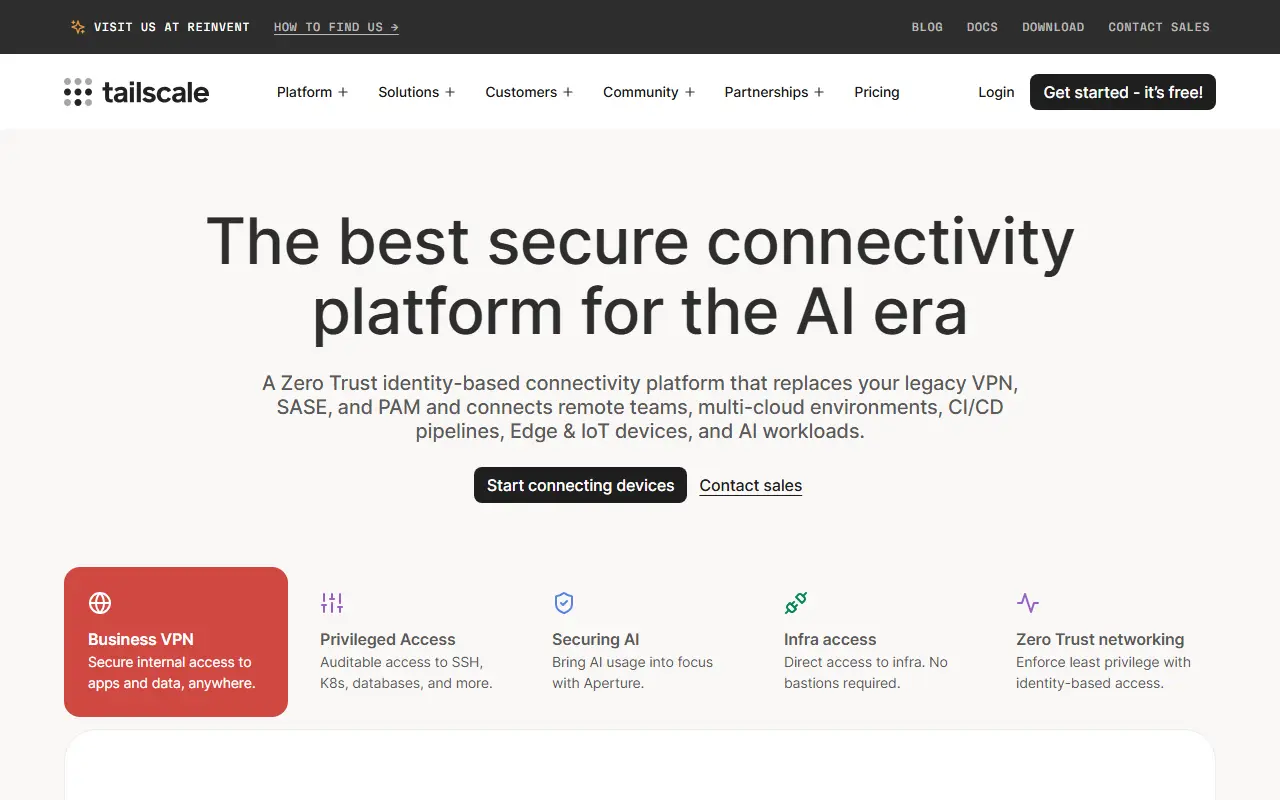 VISIT US AT REINVENT HOW TO FIND US →
BLOG DOCS DOWNLOAD CONTACT SALES
tailscale
Platform + Solutions + Customers + Community + Partnerships + Pricing
Login Get started - it's free!
The best secure connectivity
platform for the AI era
A Zero Trust identity-based connectivity platform that replaces your legacy VPN,
SASE, and PAM and connects remote teams, multi-cloud environments, CI/CD
pipelines, Edge & IoT devices, and AI workloads.
Start connecting devices Contact sales
Business VPN
Secure internal access to
apps and data, anywhere.
Privileged Access
Auditable access to SSH,
K8s, databases, and more.
Securing AI
Bring AI usage into focus
with Aperture.
Infra access
Direct access to infra. No
bastions required.
Zero Trust networking
Enforce least privilege with
identity-based access.